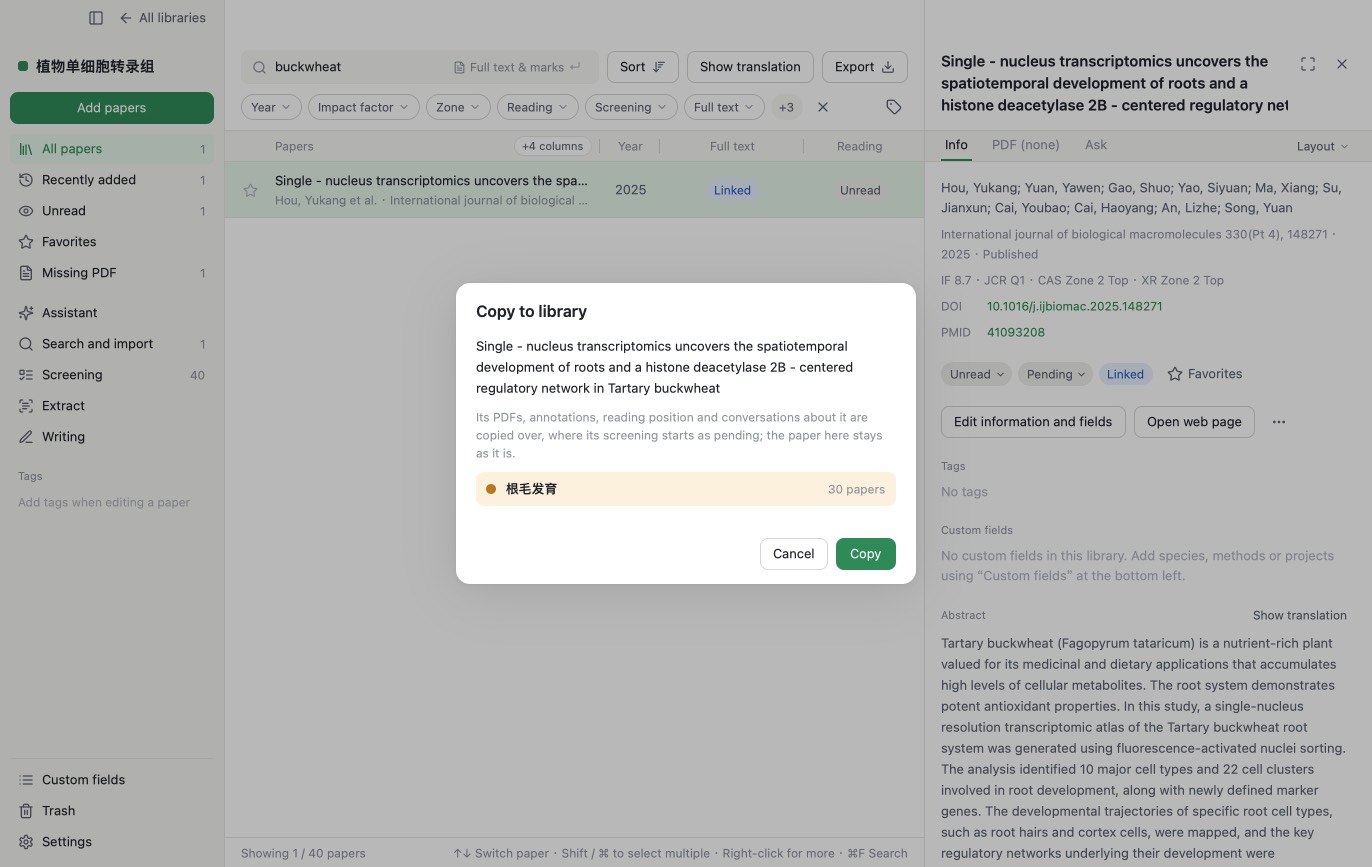 All libraries
植物单细胞转录组
Add papers
All papers 1
Recently added 1
Unread 1
Favorites
Missing PDF 1
Assistant
Search and import 1
Screening 40
Extract
Writing
Tags
Add tags when editing a paper
Custom fields
Trash
Settings
buckwheat Full text & marks ↵ Sort Show translation Export
Year Impact factor Zone Reading Screening Full text +3
Papers +4 columns Year Full text Reading
Single - nucleus transcriptomics uncovers the spa... 2025 Linked Unread
Hou, Yukang et al. · International journal of biological ...
Copy to library
Single - nucleus transcriptomics uncovers the spatiotemporal
development of roots and a histone deacetylase 2B - centered
regulatory network in Tartary buckwheat
Its PDFs, annotations, reading position and conversations about it are
copied over, where its screening starts as pending; the paper here stays
as it is.
根毛发育 30 papers
Cancel Copy
Showing 1 / 40 papers ↑↓ Switch paper · Shift / ⌘ to select multiple · Right-click for more · ⌘F Search
Single - nucleus transcriptomics uncovers the
spatiotemporal development of roots and a
histone deacetylase 2B - centered regulatory net
Info PDF (none) Ask Layout
Hou, Yukang; Yuan, Yawen; Gao, Shuo; Yao, Siyuan; Ma, Xiang; Su,
Jianxun; Cai, Youbao; Cai, Haoyang; An, Lizhe; Song, Yuan
International journal of biological macromolecules 330(Pt 4), 148271 ·
2025 · Published
IF 8.7 · JCR Q1 · CAS Zone 2 Top · XR Zone 2 Top
DOI 10.1016/j.ijbiomac.2025.148271
PMID 41093208
Unread Pending Linked Favorites
Edit information and fields Open web page ···
Tags
No tags
Custom fields
No custom fields in this library. Add species, methods or projects
using “Custom fields” at the bottom left.
Abstract Show translation
Tartary buckwheat (Fagopyrum tataricum) is a nutrient-rich plant
valued for its medicinal and dietary applications that accumulates
high levels of cellular metabolites. The root system demonstrates
potent antioxidant properties. In this study, a single-nucleus
resolution transcriptomic atlas of the Tartary buckwheat root
system was generated using fluorescence-activated nuclei sorting.
The analysis identified 10 major cell types and 22 cell clusters
involved in root development, along with newly defined marker
genes. The developmental trajectories of specific root cell types,
such as root hairs and cortex cells, were mapped, and the key
regulatory networks underlying their development were